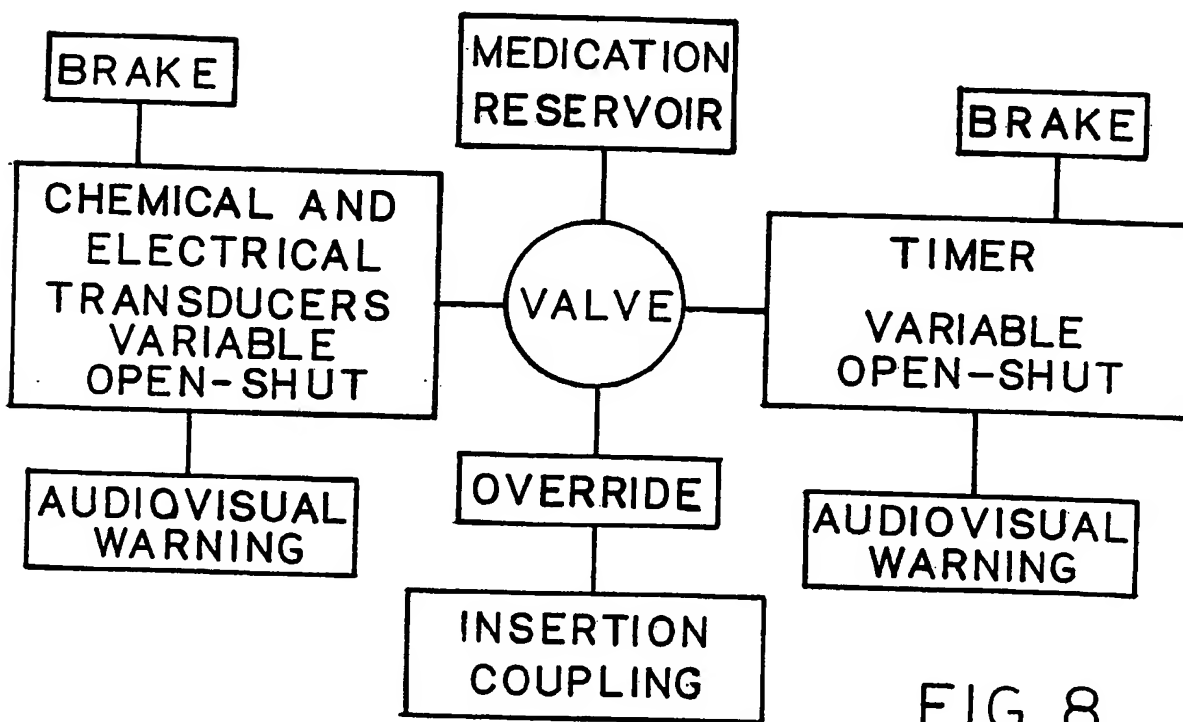 BRAKE
MEDICATION
RESERVOIR
BRAKE
CHEMICAL AND
ELECTRICAL
TRANSDUCERS
VARIABLE
OPEN-SHUT
VALVE
TIMER
VARIABLE
OPEN-SHUT
AUDIOVISUAL
WARNING
OVERRIDE
AUDIOVISUAL
WARNING
INSERTION
COUPLING
FIG 8